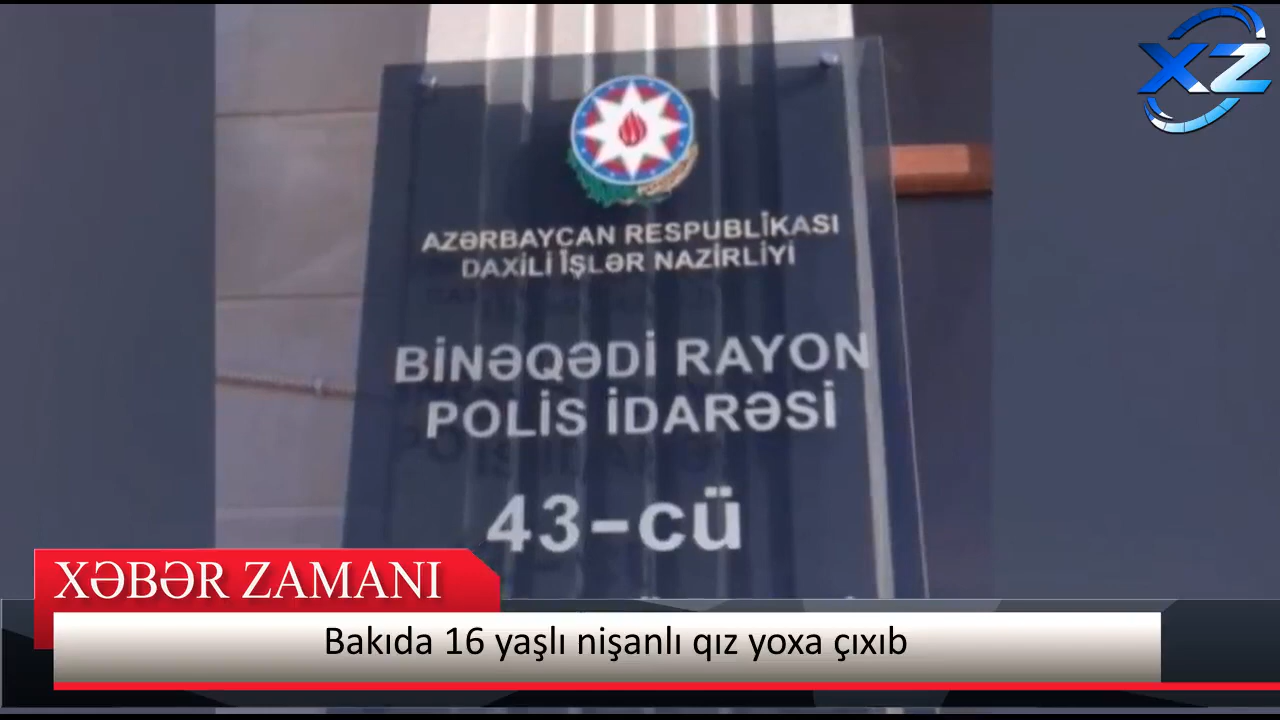 XZ
AZƏRBAYCAN RESPUBLİKASI
DAXİLİ İŞLƏR NAZİRLİYİ
BİNƏQƏDİ RAYON
POLİS İDARƏSİ
43-cü
XƏBƏR ZAMANI
Bakıda 16 yaşlı nişanlı qız yoxa çıxıb